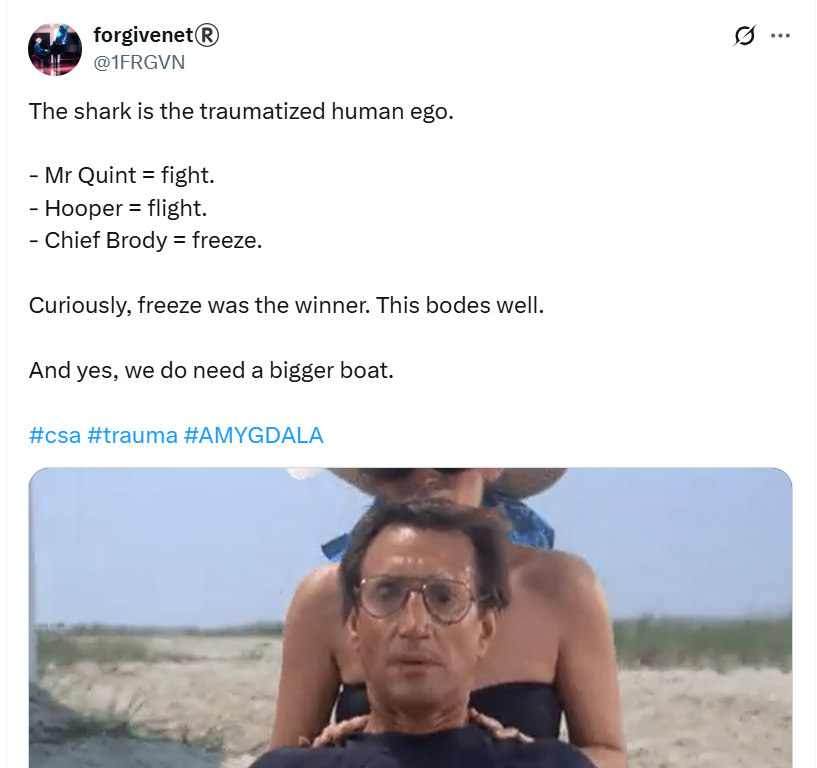 forgivenet®
@1FRGVN
The shark is the traumatized human ego.
- Mr Quint = fight.
- Hooper = flight.
- Chief Brody = freeze.
Curiously, freeze was the winner. This bodes well.
And yes, we do need a bigger boat.
#csa #trauma #AMYGDALA